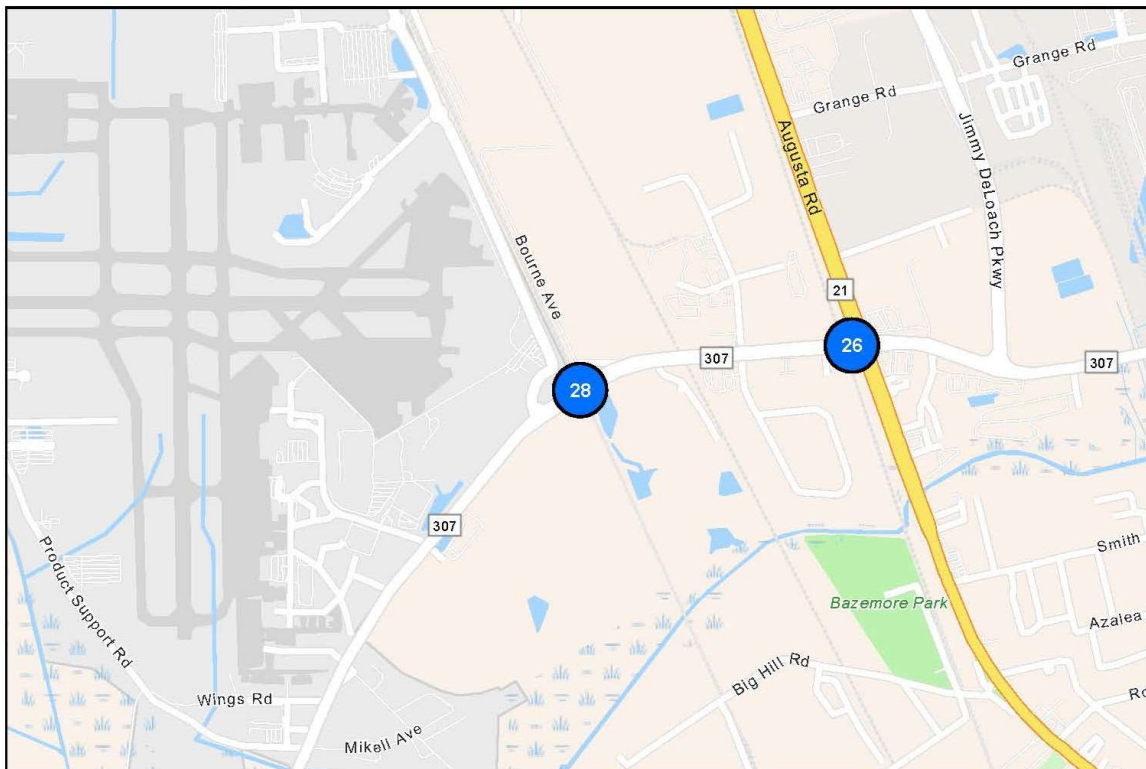 Grange Rd
Grange Rd
Augusta Rd
Jimmy DeLoach Pkwy
Bourne Ave
21
26
307
307
28
307
Product Support Rd
Smith
Bazemore Park
Azalea
Big Hill Rd
Wings Rd
Mikell Ave
Ro